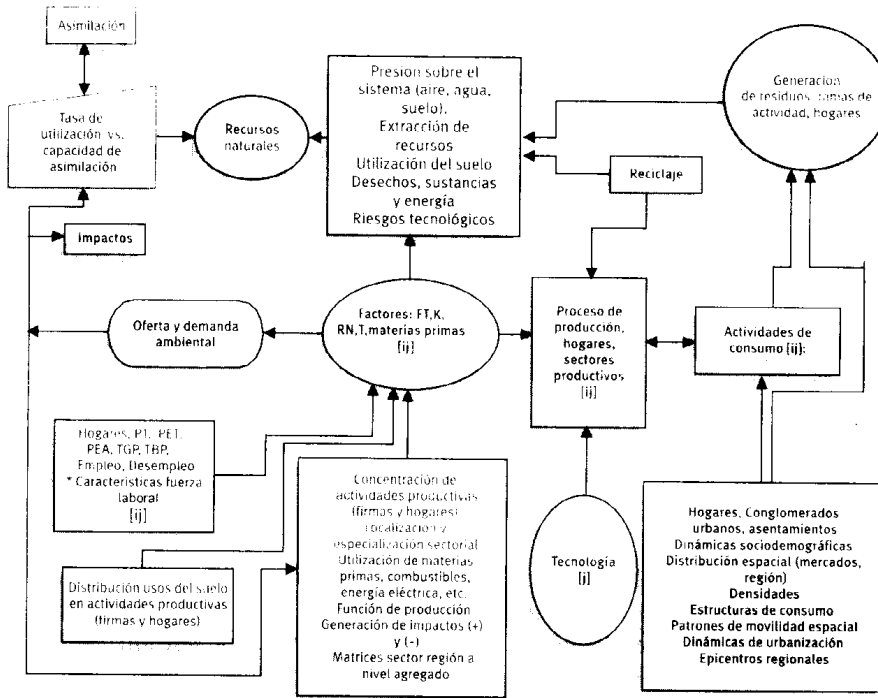 Asimilación
Tasa de
utilización vs.
capacidad de
asimilación
Recursos
naturales
Presión sobre el
sistema (aire, agua,
suelo).
Extracción de
recursos
Utilización del suelo
Desechos, sustancias
y energía
Riesgos tecnológicos
Generación
de residuos: ramas de
actividad, hogares
Reciclaje
Impactos
Oferta y demanda
ambiental
Factores: FT,K,
RN,T,materias primas
[ij]
Proceso de
producción,
hogares,
sectores
productivos
[ij]
Actividades de
consumo [ij]:
Hogares, PT, PET,
PEA, TGP, TBP,
Empleo, Desempleo
* Características fuerza
laboral
[ij]
Distribución usos del suelo
en actividades productivas
(firmas y hogares)
Concentración de
actividades productivas
(firmas y hogares)
Localización y
especialización sectorial
Utilización de materias
primas, combustibles,
energía eléctrica, etc.
Función de producción
Generación de impactos (+)
y (-)
Matrices sector región a
nivel agregado
Tecnología
[j]
Hogares, Conglomerados
urbanos, asentamientos
Dinámicas sociodemográficas
Distribución espacial (mercados,
región)
Densidades
Estructuras de consumo
Patrones de movilidad espacial
Dinámicas de urbanización
Epicentros regionales